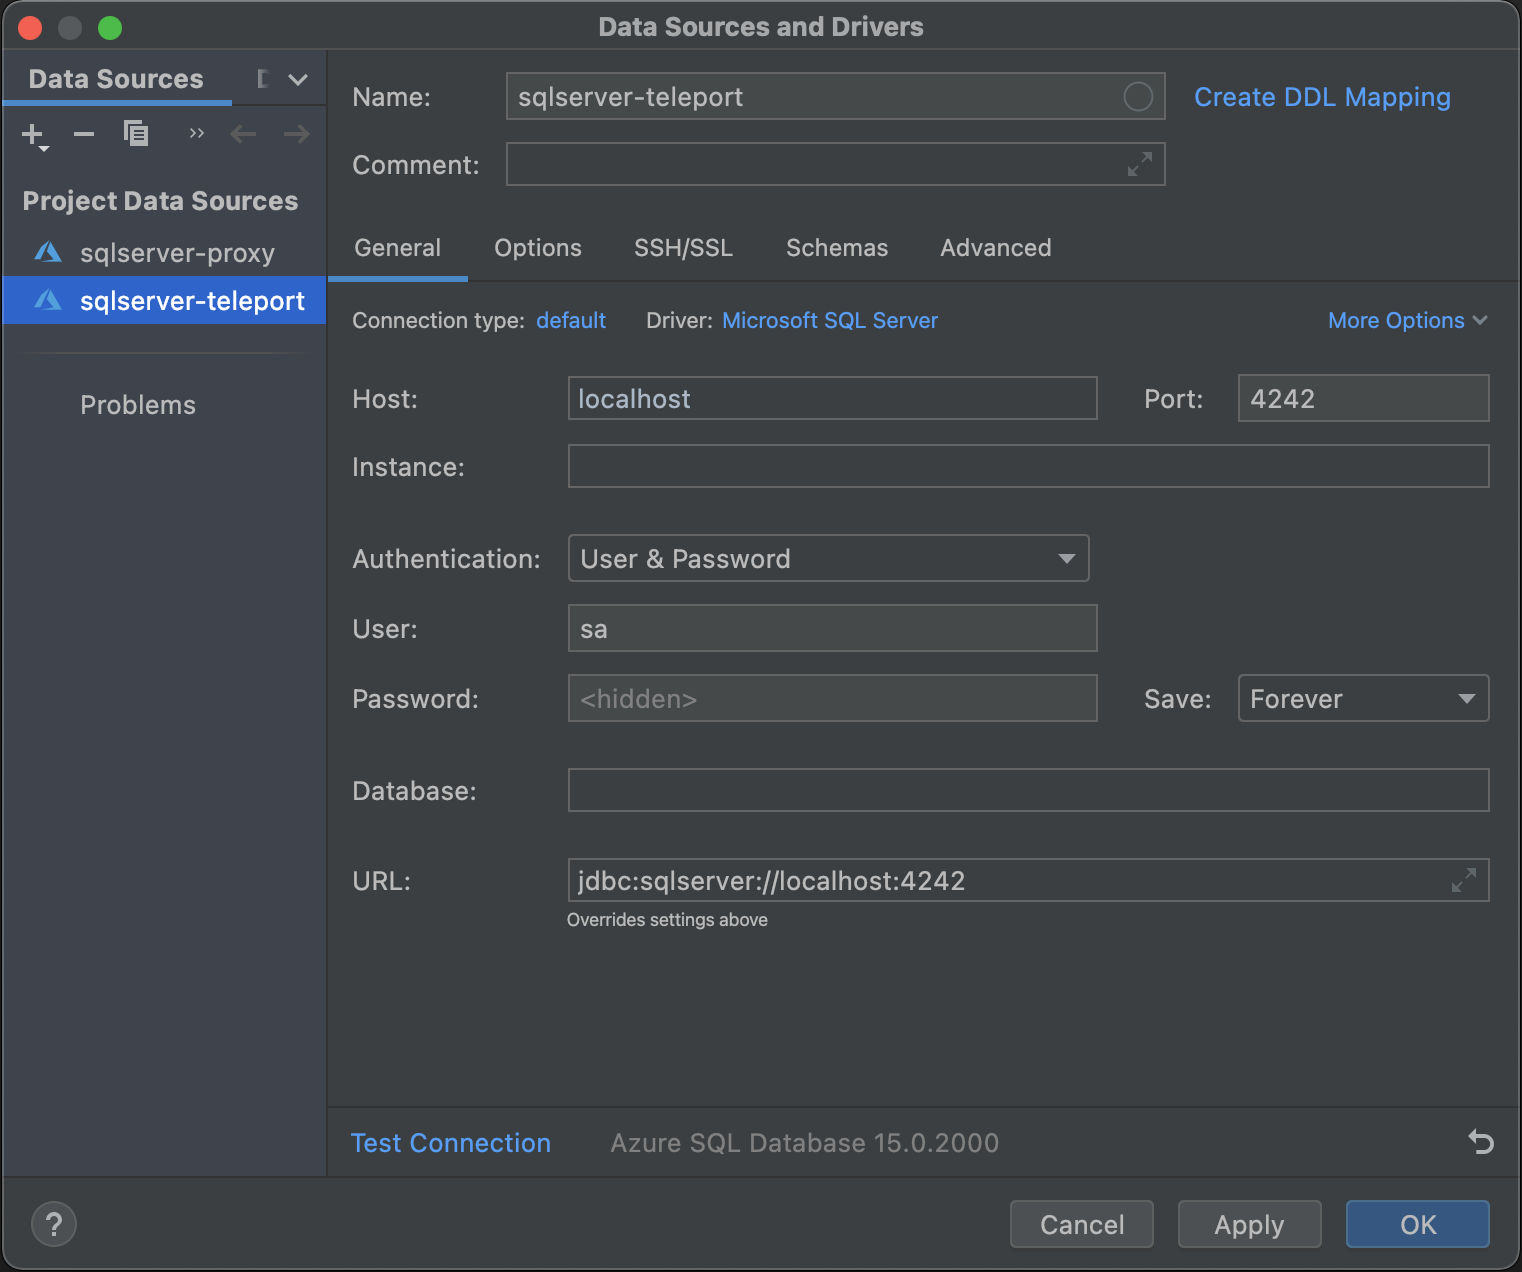 Data Sources and Drivers
Data Sources
Project Data Sources
sqlserver-proxy
sqlserver-teleport
Problems
Name: sqlserver-teleport Create DDL Mapping
Comment:
General Options SSH/SSL Schemas Advanced
Connection type: default Driver: Microsoft SQL Server More Options
Host: localhost Port: 4242
Instance:
Authentication: User & Password
User: sa
Password: <hidden> Save: Forever
Database:
URL: jdbc:sqlserver://localhost:4242
Overrides settings above
Test Connection Azure SQL Database 15.0.2000
? Cancel Apply OK